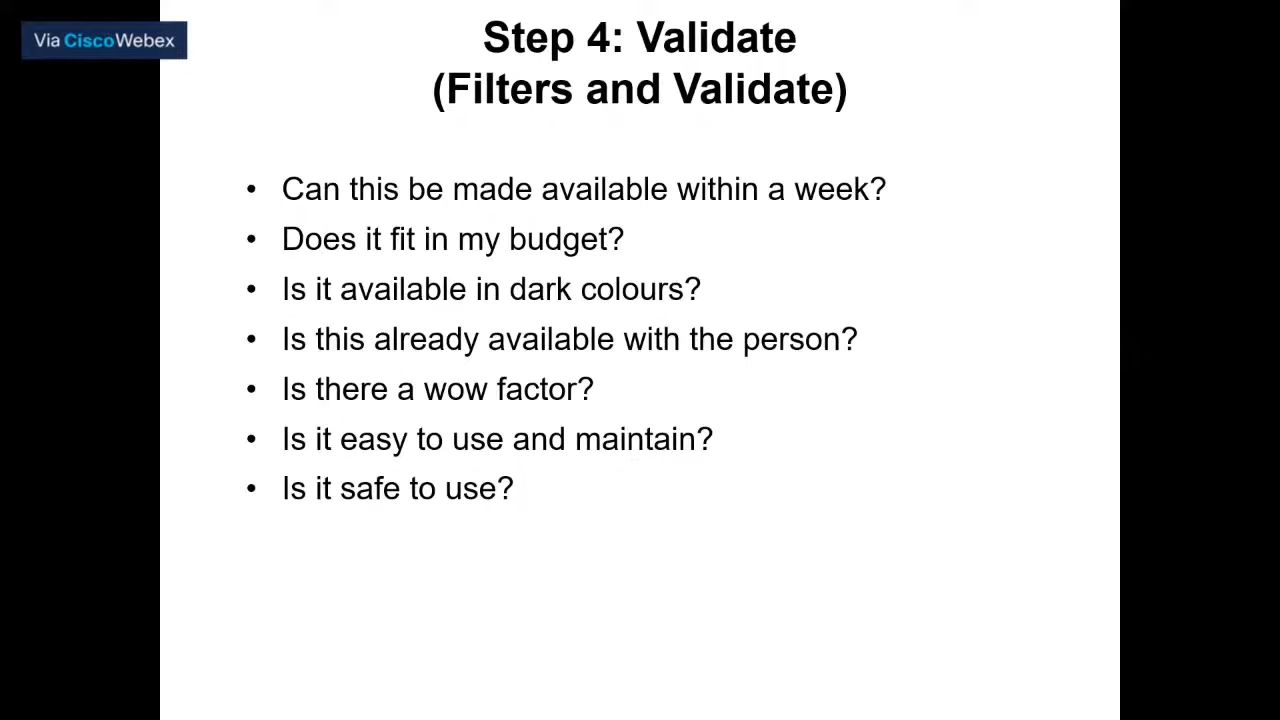 Via CiscoWebex
Step 4: Validate
(Filters and Validate)
• Can this be made available within a week?
• Does it fit in my budget?
• Is it available in dark colours?
• Is this already available with the person?
• Is there a wow factor?
• Is it easy to use and maintain?
• Is it safe to use?